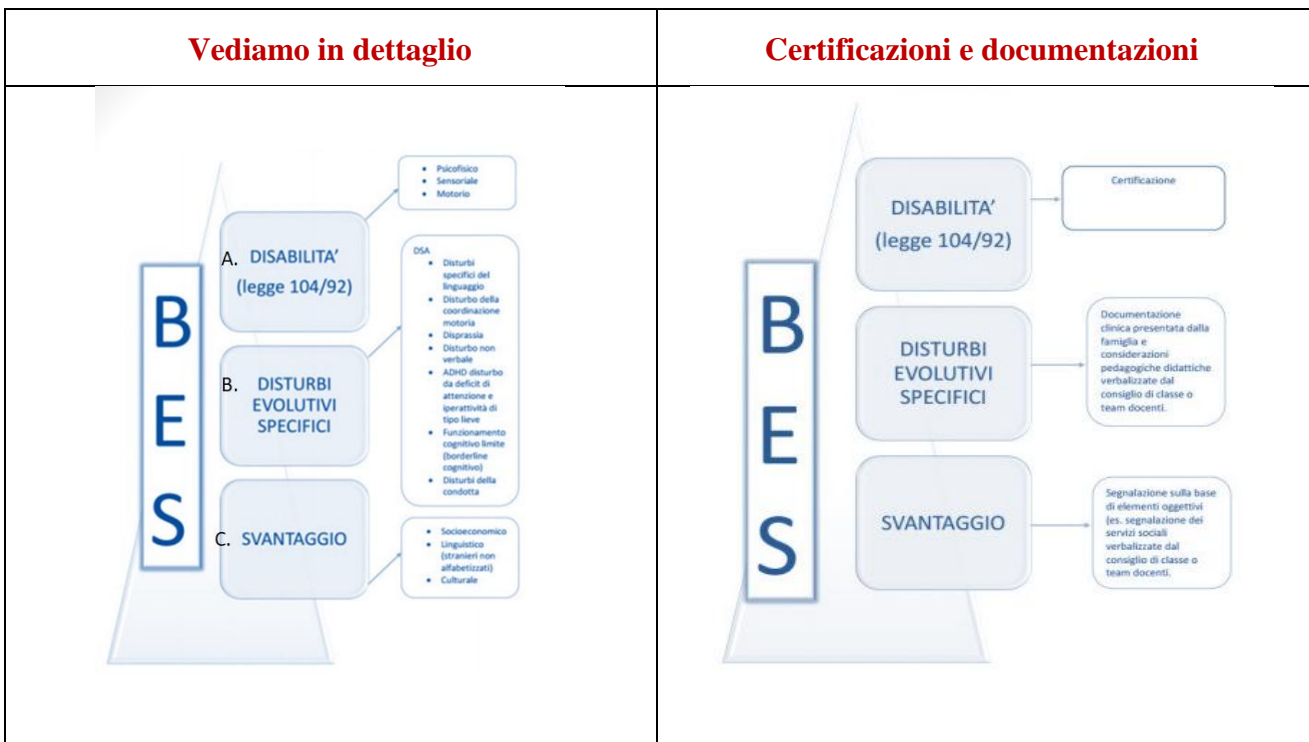 Vediamo in dettaglio
B
E
S
A. DISABILITA'
(legge 104/92)
• Psicofisico
• Sensoriale
• Motorio
B. DISTURBI
EVOLUTIVI
SPECIFICI
DSA
• Disturbi
specifici del
linguaggio
• Disturbo della
coordinazione
motoria
• Disprassia
• Disturbo non
verbale
• ADHD disturbo
da deficit di
attenzione e
iperattività di
tipo lieve
• Funzionamento
cognitivo limite
(borderline
cognitivo)
• Disturbi della
condotta
C. SVANTAGGIO
• Socioeconomico
• Linguistico
(stranieri non
alfabetizzati)
• Culturale
Certificazioni e documentazioni
B
E
S
DISABILITA'
(legge 104/92)
Certificazione
DISTURBI
EVOLUTIVI
SPECIFICI
Documentazione
clinica presentata dalla
famiglia e
considerazioni
pedagogiche didattiche
verbalizzate dal
consiglio di classe o
team docenti.
SVANTAGGIO
Segnalazione sulla base
di elementi oggettivi
(es. segnalazione dei
servizi sociali
verbalizzate dal
consiglio di classe o
team docenti.